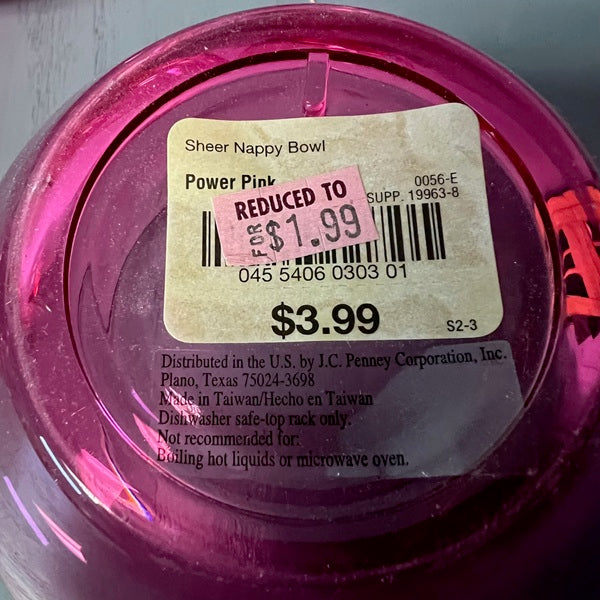 Sheer Nappy Bowl
Power Pink
0056-E
SUPP. 19963-8
REDUCED TO
FOR $1.99
045 5406 0303 01
$3.99
S2-3
Distributed in the U.S. by J.C. Penney Corporation, Inc.
Plano, Texas 75024-3698
Made in Taiwan/Hecho en Taiwan
Dishwasher safe-top rack only.
Not recommended for:
Boiling hot liquids or microwave oven.